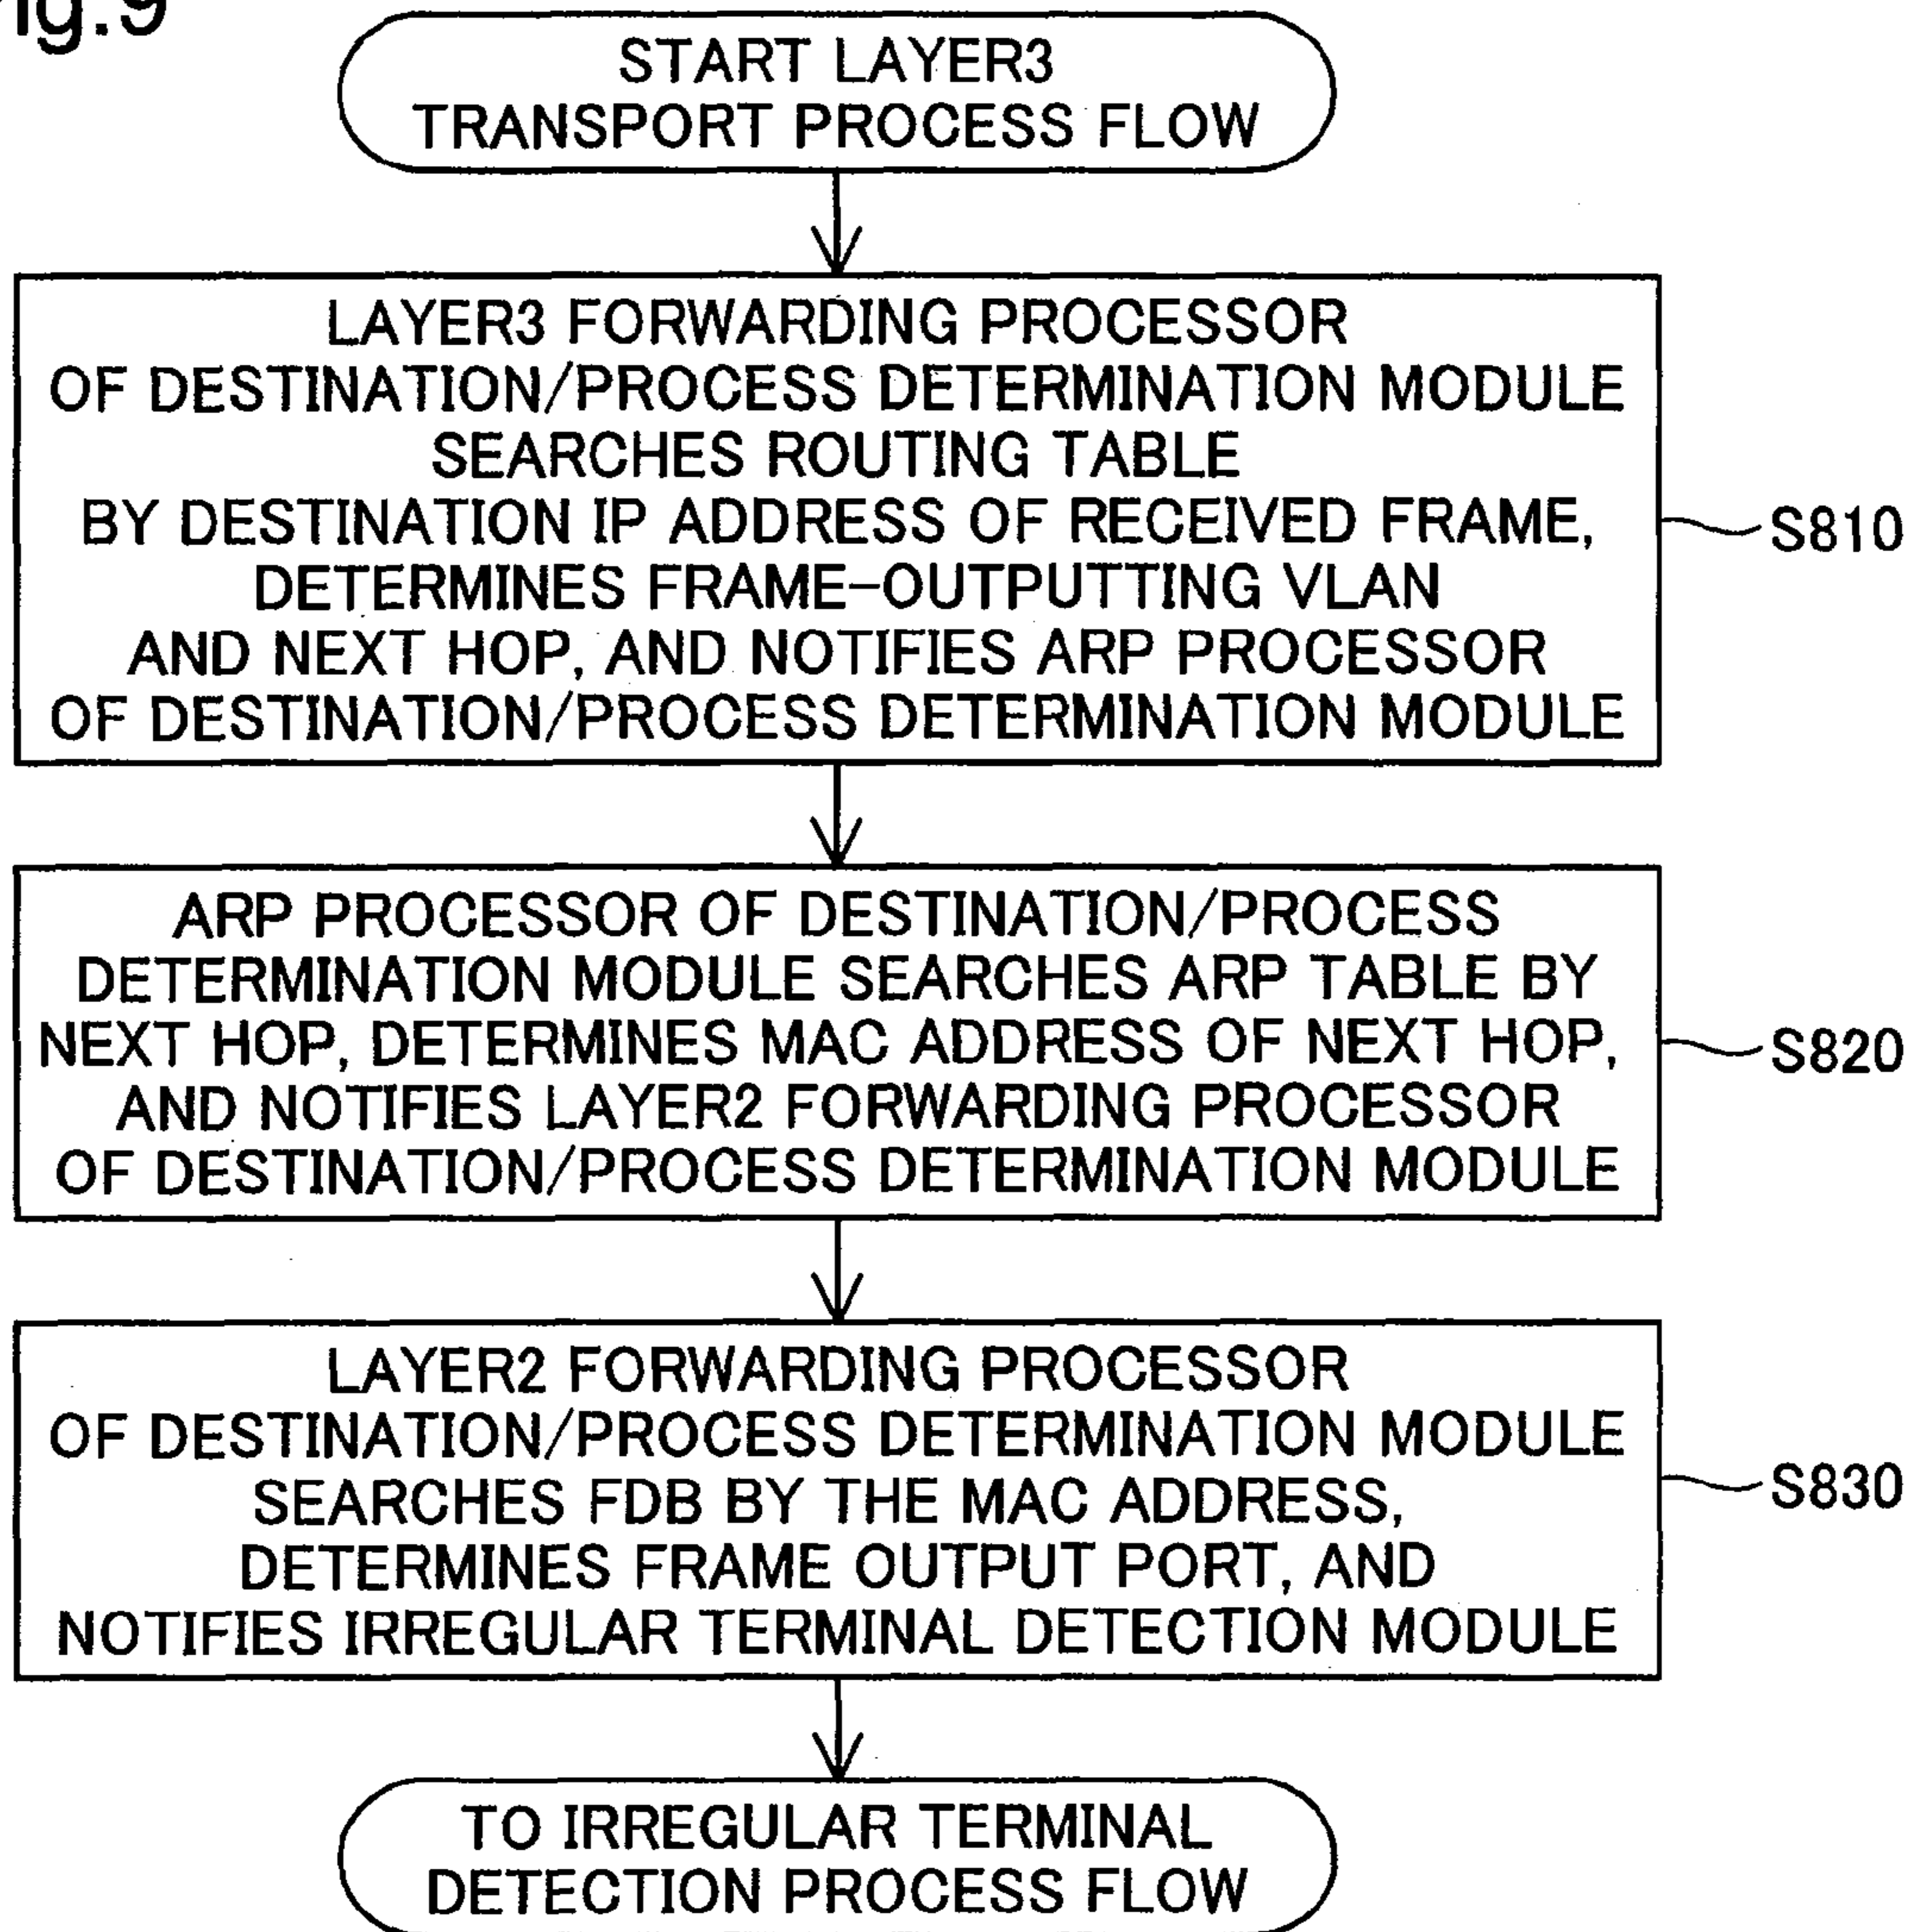 Fig.9
START LAYER3
TRANSPORT PROCESS FLOW
LAYER3 FORWARDING PROCESSOR
OF DESTINATION/PROCESS DETERMINATION MODULE
SEARCHES ROUTING TABLE
BY DESTINATION IP ADDRESS OF RECEIVED FRAME,
DETERMINES FRAME-OUTPUTTING VLAN
AND NEXT HOP, AND NOTIFIES ARP PROCESSOR
OF DESTINATION/PROCESS DETERMINATION MODULE
S810
ARP PROCESSOR OF DESTINATION/PROCESS
DETERMINATION MODULE SEARCHES ARP TABLE BY
NEXT HOP, DETERMINES MAC ADDRESS OF NEXT HOP,
AND NOTIFIES LAYER2 FORWARDING PROCESSOR
OF DESTINATION/PROCESS DETERMINATION MODULE
S820
LAYER2 FORWARDING PROCESSOR
OF DESTINATION/PROCESS DETERMINATION MODULE
SEARCHES FDB BY THE MAC ADDRESS,
DETERMINES FRAME OUTPUT PORT, AND
NOTIFIES IRREGULAR TERMINAL DETECTION MODULE
S830
TO IRREGULAR TERMINAL
DETECTION PROCESS FLOW